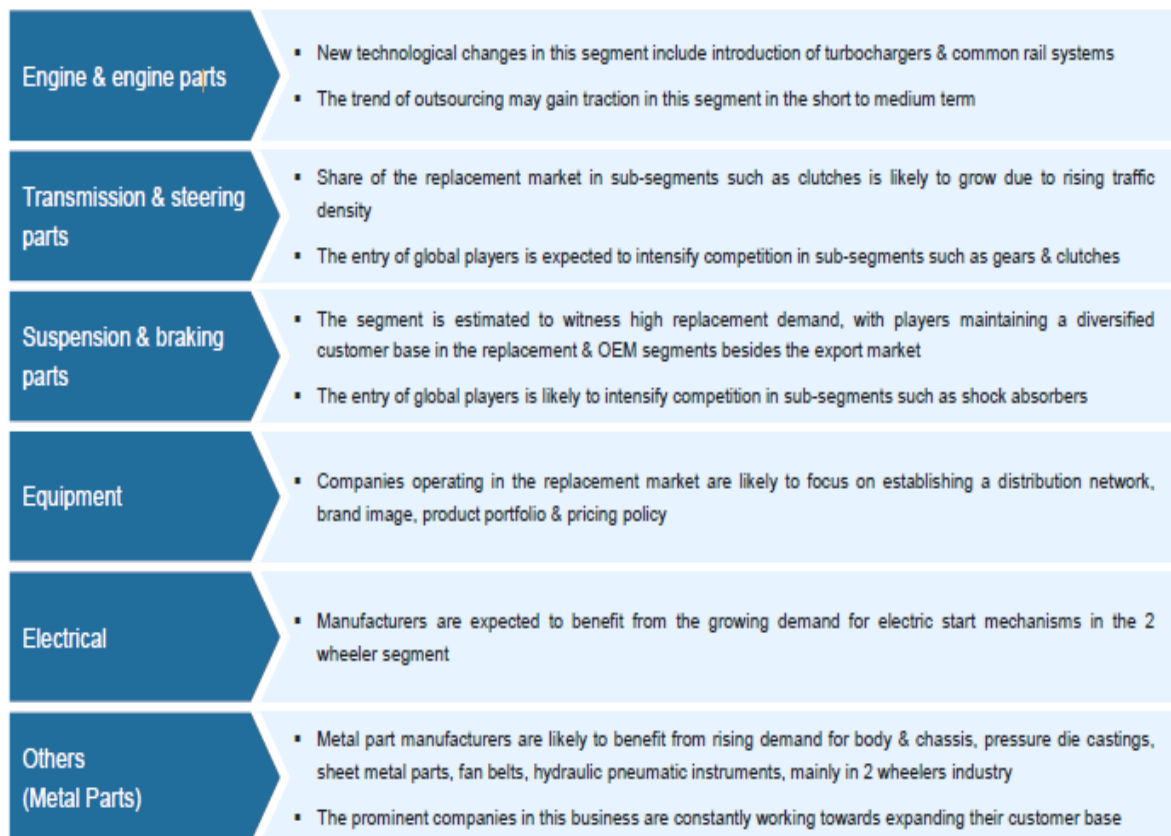 Engine & engine parts
▪ New technological changes in this segment include introduction of turbochargers & common rail systems
▪ The trend of outsourcing may gain traction in this segment in the short to medium term
Transmission & steering
parts
▪ Share of the replacement market in sub-segments such as clutches is likely to grow due to rising traffic
density
▪ The entry of global players is expected to intensify competition in sub-segments such as gears & clutches
Suspension & braking
parts
▪ The segment is estimated to witness high replacement demand, with players maintaining a diversified
customer base in the replacement & OEM segments besides the export market
▪ The entry of global players is likely to intensify competition in sub-segments such as shock absorbers
Equipment
▪ Companies operating in the replacement market are likely to focus on establishing a distribution network,
brand image, product portfolio & pricing policy
Electrical
▪ Manufacturers are expected to benefit from the growing demand for electric start mechanisms in the 2
wheeler segment
Others
(Metal Parts)
▪ Metal part manufacturers are likely to benefit from rising demand for body & chassis, pressure die castings,
sheet metal parts, fan belts, hydraulic pneumatic instruments, mainly in 2 wheelers industry
▪ The prominent companies in this business are constantly working towards expanding their customer base